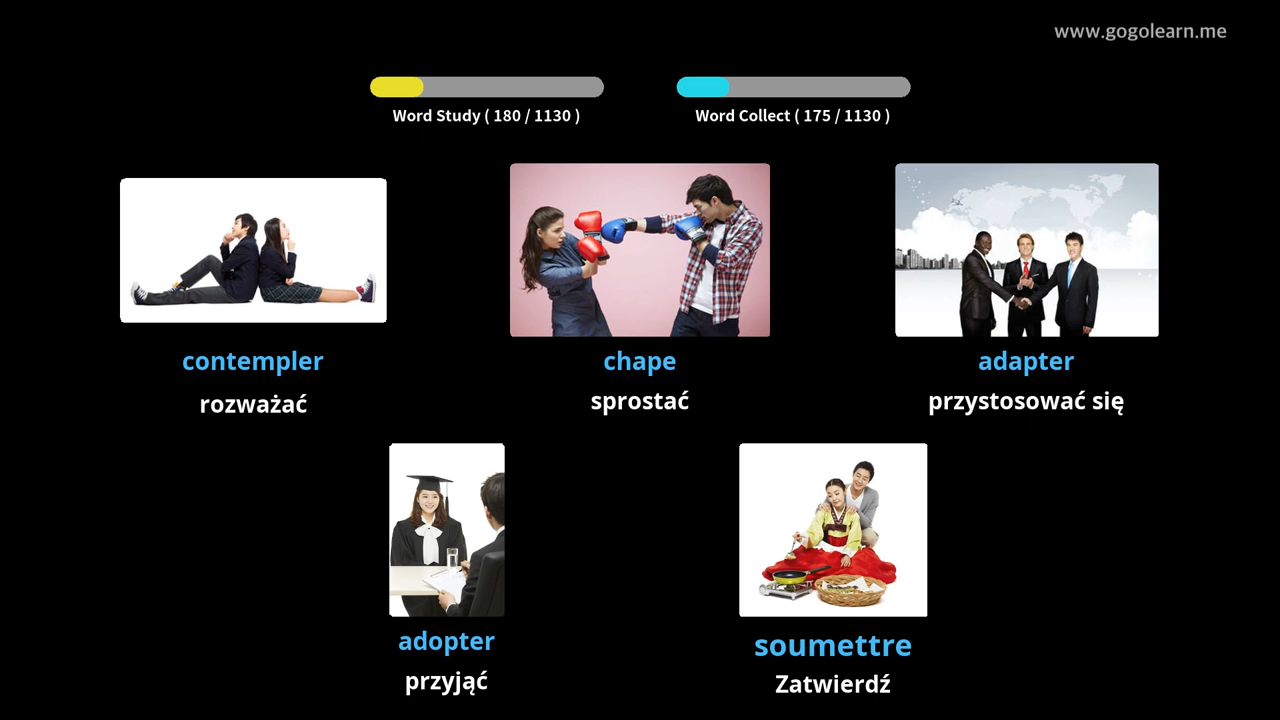 www.gogolearn.me
Word Study ( 180 / 1130 )
Word Collect ( 175 / 1130 )
contempler
rozważać
chape
sprostać
adapter
przystosować się
adopter
przyjąć
soumettre
Zatwierdź